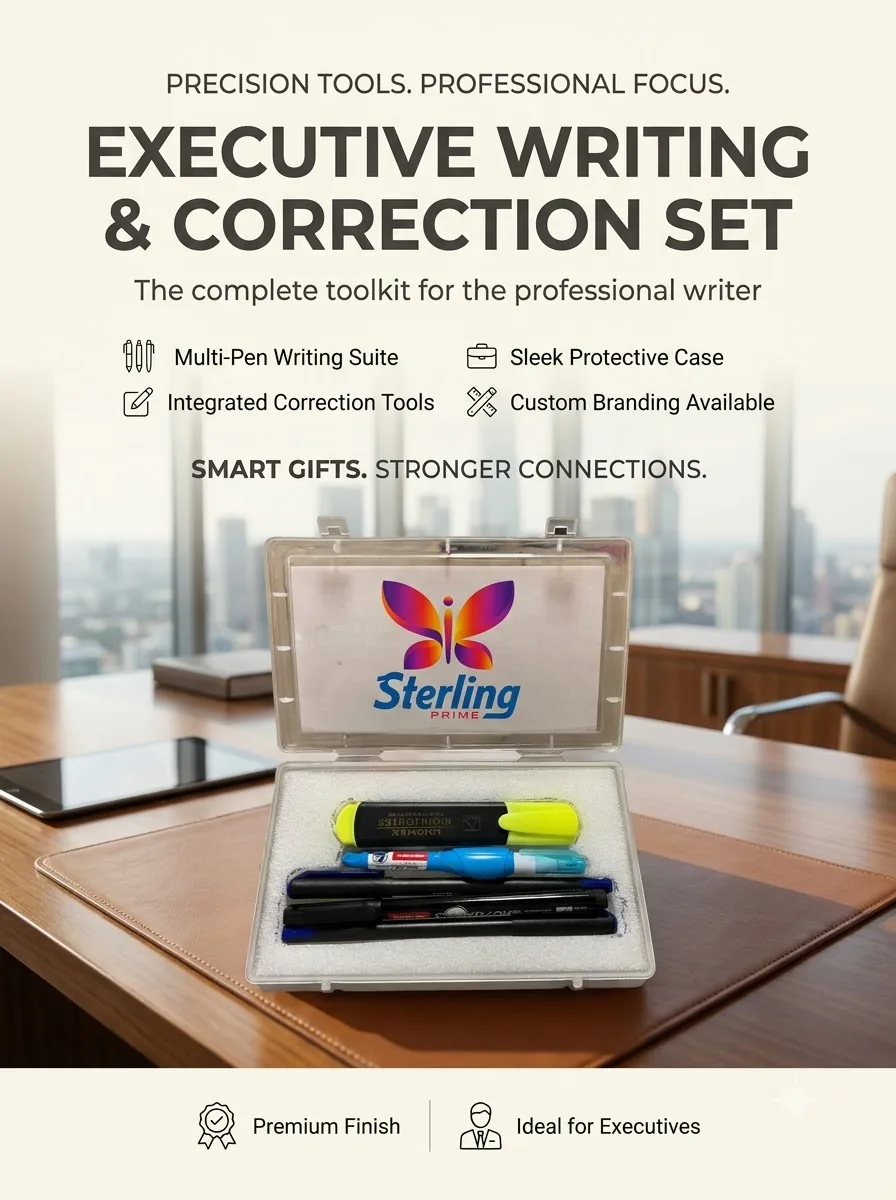 PRECISION TOOLS. PROFESSIONAL FOCUS.
EXECUTIVE WRITING
& CORRECTION SET
The complete toolkit for the professional writer
Multi-Pen Writing Suite
Sleek Protective Case
Integrated Correction Tools
Custom Branding Available
SMART GIFTS. STRONGER CONNECTIONS.
Sterling
PRIME
Premium Finish
Ideal for Executives